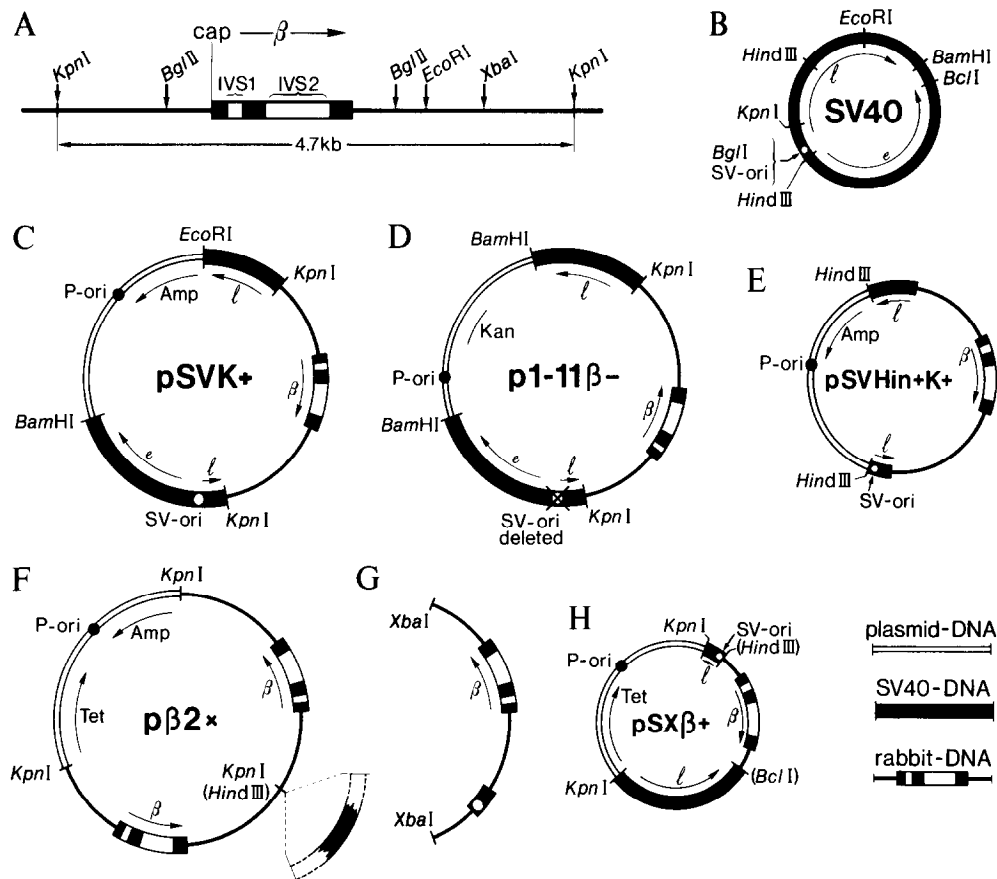 A
cap
β
KpnI
BglII
IVS1
IVS2
BglII
EcoRI
XbaI
KpnI
4.7kb
B
EcoRI
HindIII
BamHI
BclI
ℓ
SV40
KpnI
e
BglI
SV-ori
HindIII
C
EcoRI
KpnI
P-ori
Amp
ℓ
pSVK+
β
BamHI
e
ℓ
SV-ori
KpnI
D
BamHI
KpnI
ℓ
Kan
P-ori
p1-11β-
β
BamHI
e
ℓ
SV-ori
deleted
KpnI
E
HindIII
ℓ
Amp
P-ori
β
pSVHin+K+
ℓ
HindIII
SV-ori
F
KpnI
P-ori
Amp
β
Tet
pβ2×
KpnI
KpnI
(HindIII)
β
G
XbaI
β
XbaI
H
KpnI
SV-ori
(HindIII)
P-ori
ℓ
Tet
β
pSXβ+
KpnI
ℓ
(BclI)
plasmid-DNA
SV40-DNA
rabbit-DNA